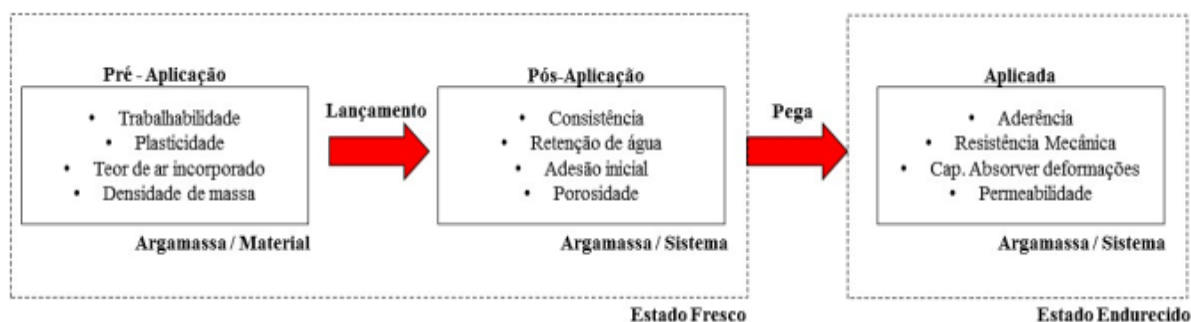 Pré - Aplicação
• Trabalhabilidade
• Plasticidade
• Teor de ar incorporado
• Densidade de massa
Argamassa / Material
Lançamento
Pós-Aplicação
• Consistência
• Retenção de água
• Adesão inicial
• Porosidade
Argamassa / Sistema
Estado Fresco
Pega
Aplicada
• Aderência
• Resistência Mecânica
• Cap. Absorver deformações
• Permeabilidade
Argamassa / Sistema
Estado Endurecido